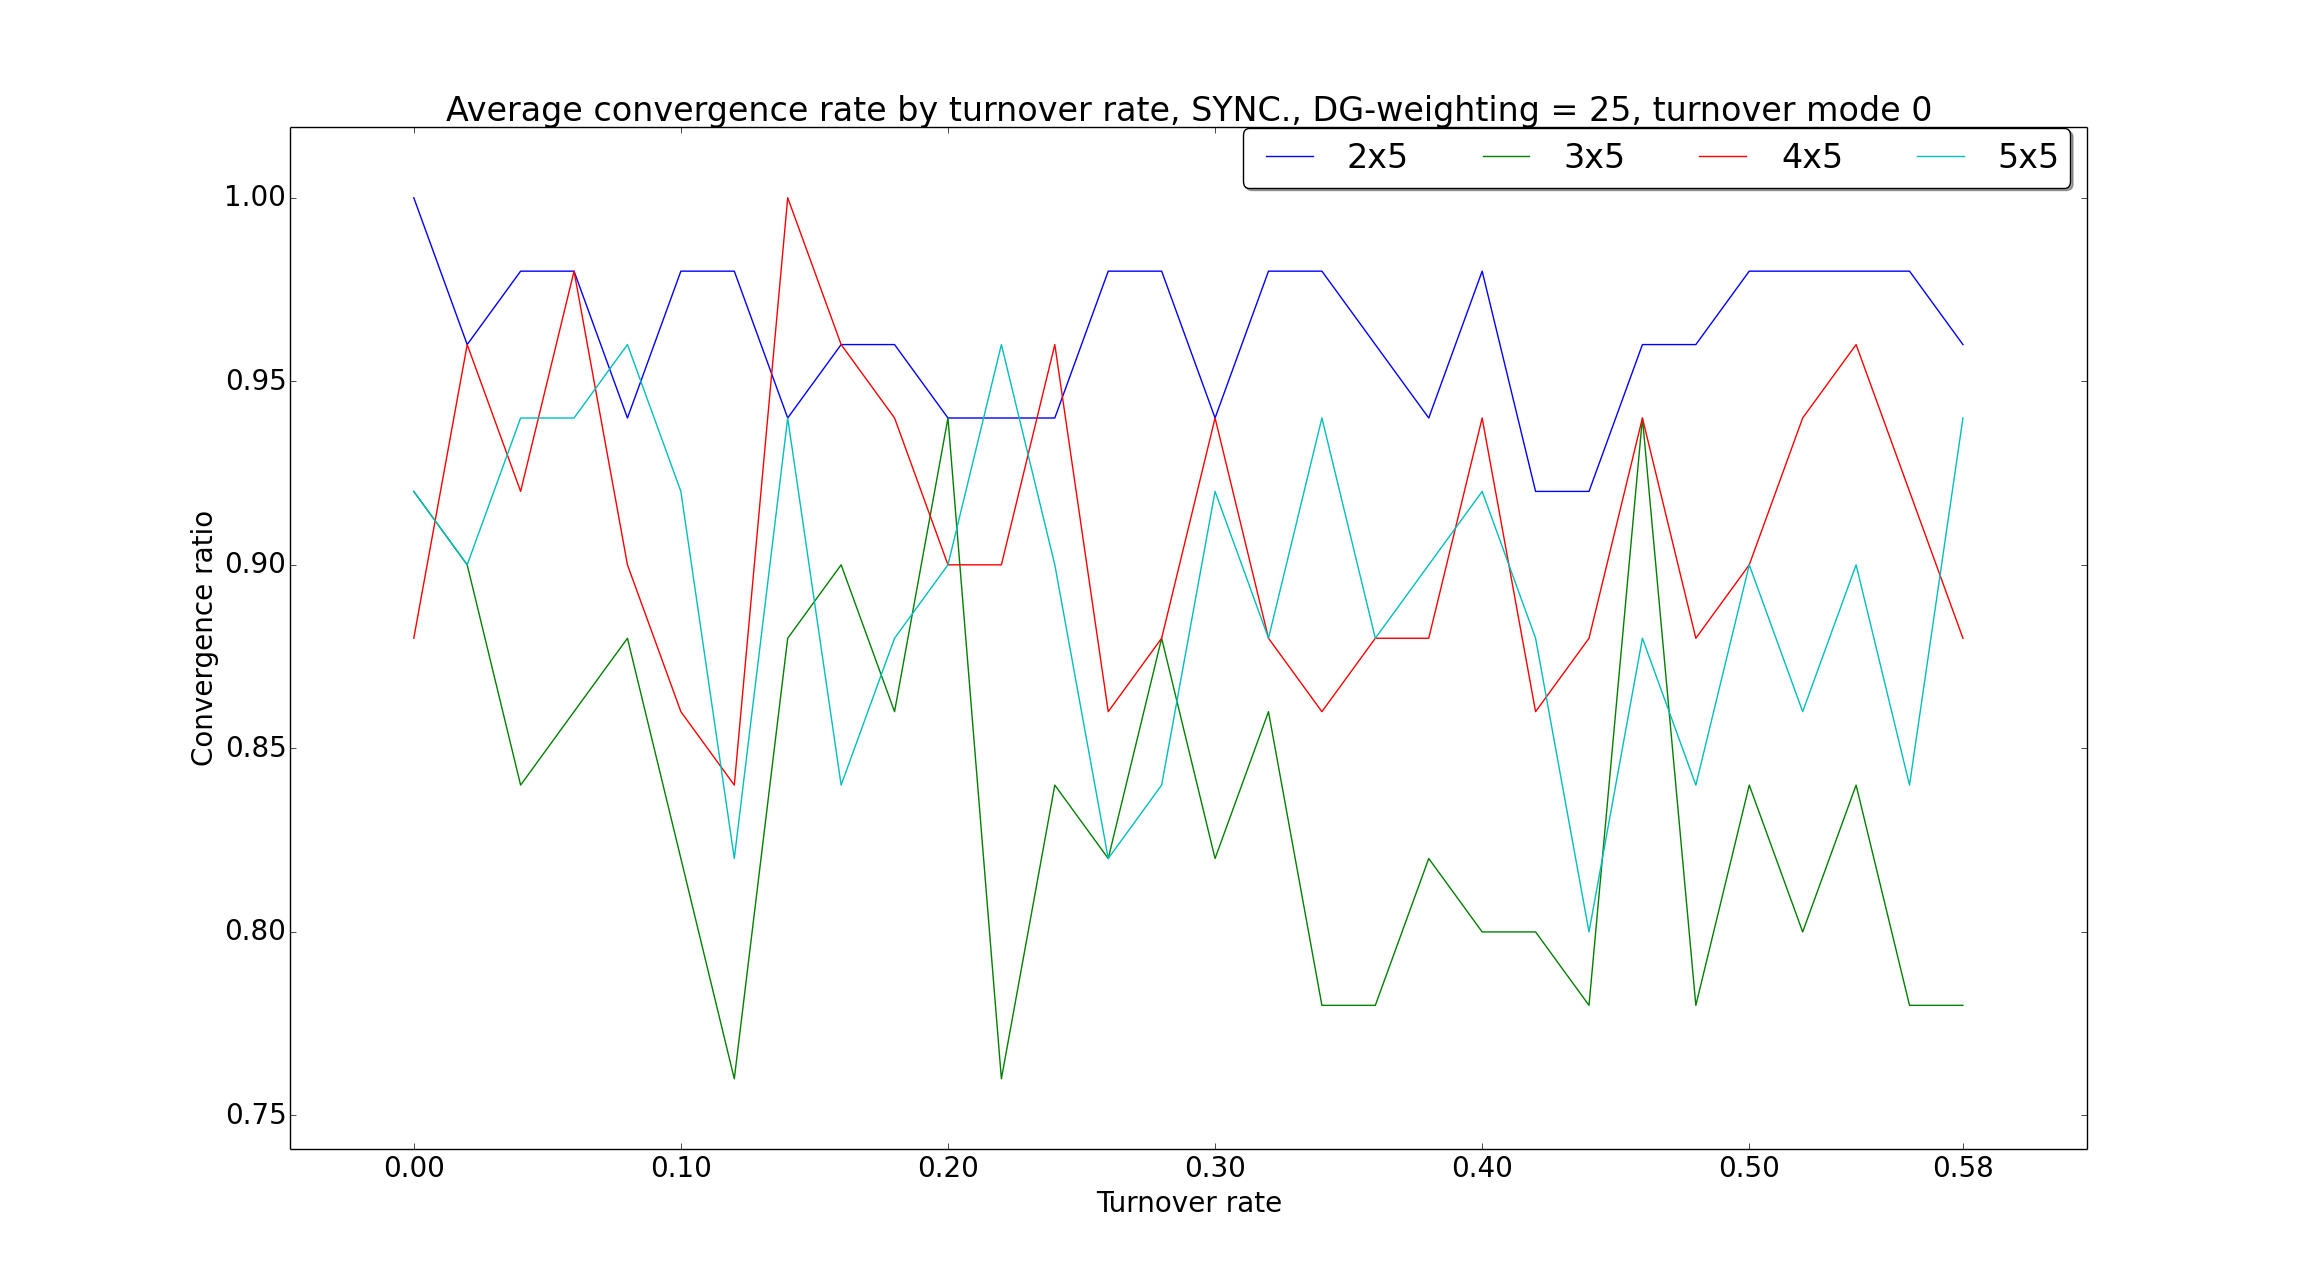 Average convergence rate by turnover rate, SYNC., DG-weighting = 25, turnover mode 0
2x5 3x5 4x5 5x5
1.00
0.95
0.90
0.85
0.80
0.75
Convergence ratio
0.00 0.10 0.20 0.30 0.40 0.50 0.58
Turnover rate